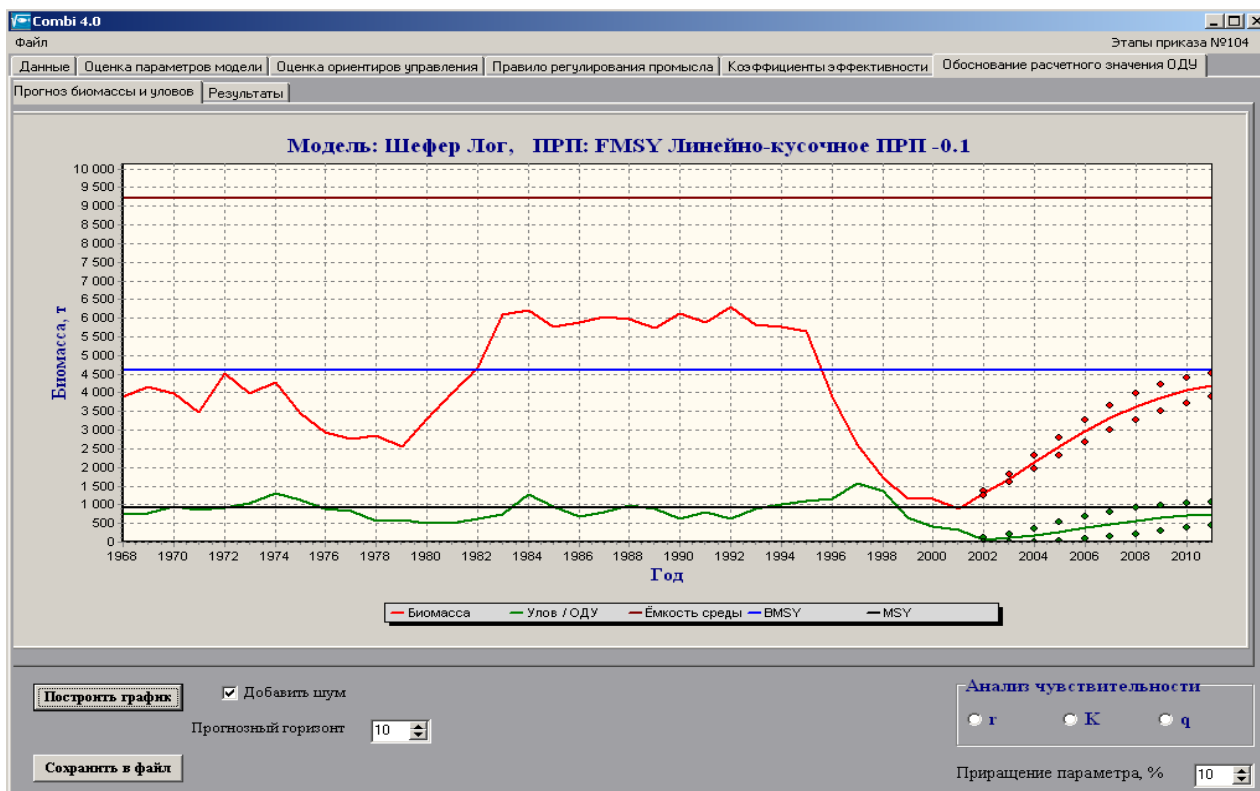 Combi 4.0
Файл
Этапы приказа №104
Данные Оценка параметров модели Оценка ориентиров управления Правило регулирования промысла Коэффициенты эффективности Обоснование расчетного значения ОДУ
Прогноз биомассы и уловов Результаты
Модель: Шефер Лог, ПРП: FMSY Линейно-кусочное ПРП -0.1
Биомасса, т
10 000
9 500
9 000
8 500
8 000
7 500
7 000
6 500
6 000
5 500
5 000
4 500
4 000
3 500
3 000
2 500
2 000
1 500
1 000
500
0
1968 1970 1972 1974 1976 1978 1980 1982 1984 1986 1988 1990 1992 1994 1996 1998 2000 2002 2004 2006 2008 2010
Год
Биомасса Улов / ОДУ Ёмкость среды BMSY MSY
Построить график
Добавить шум
Прогнозный горизонт 10
Сохранить в файл
Анализ чувствительности
r K q
Приращение параметра, % 10